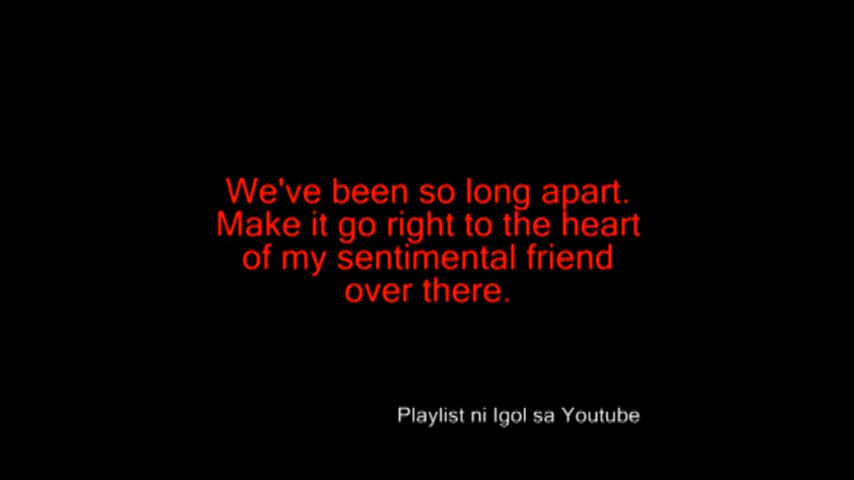 We've been so long apart.
Make it go right to the heart
of my sentimental friend
over there.
Playlist ni Igol sa Youtube